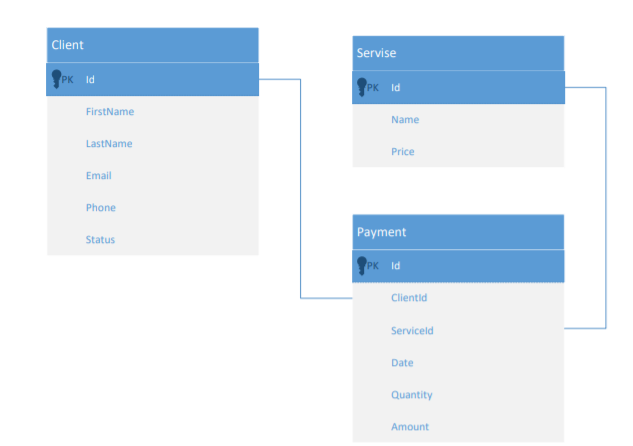 Client
PK Id
FirstName
LastName
Email
Phone
Status
Servise
PK Id
Name
Price
Payment
PK Id
ClientId
ServiceId
Date
Quantity
Amount